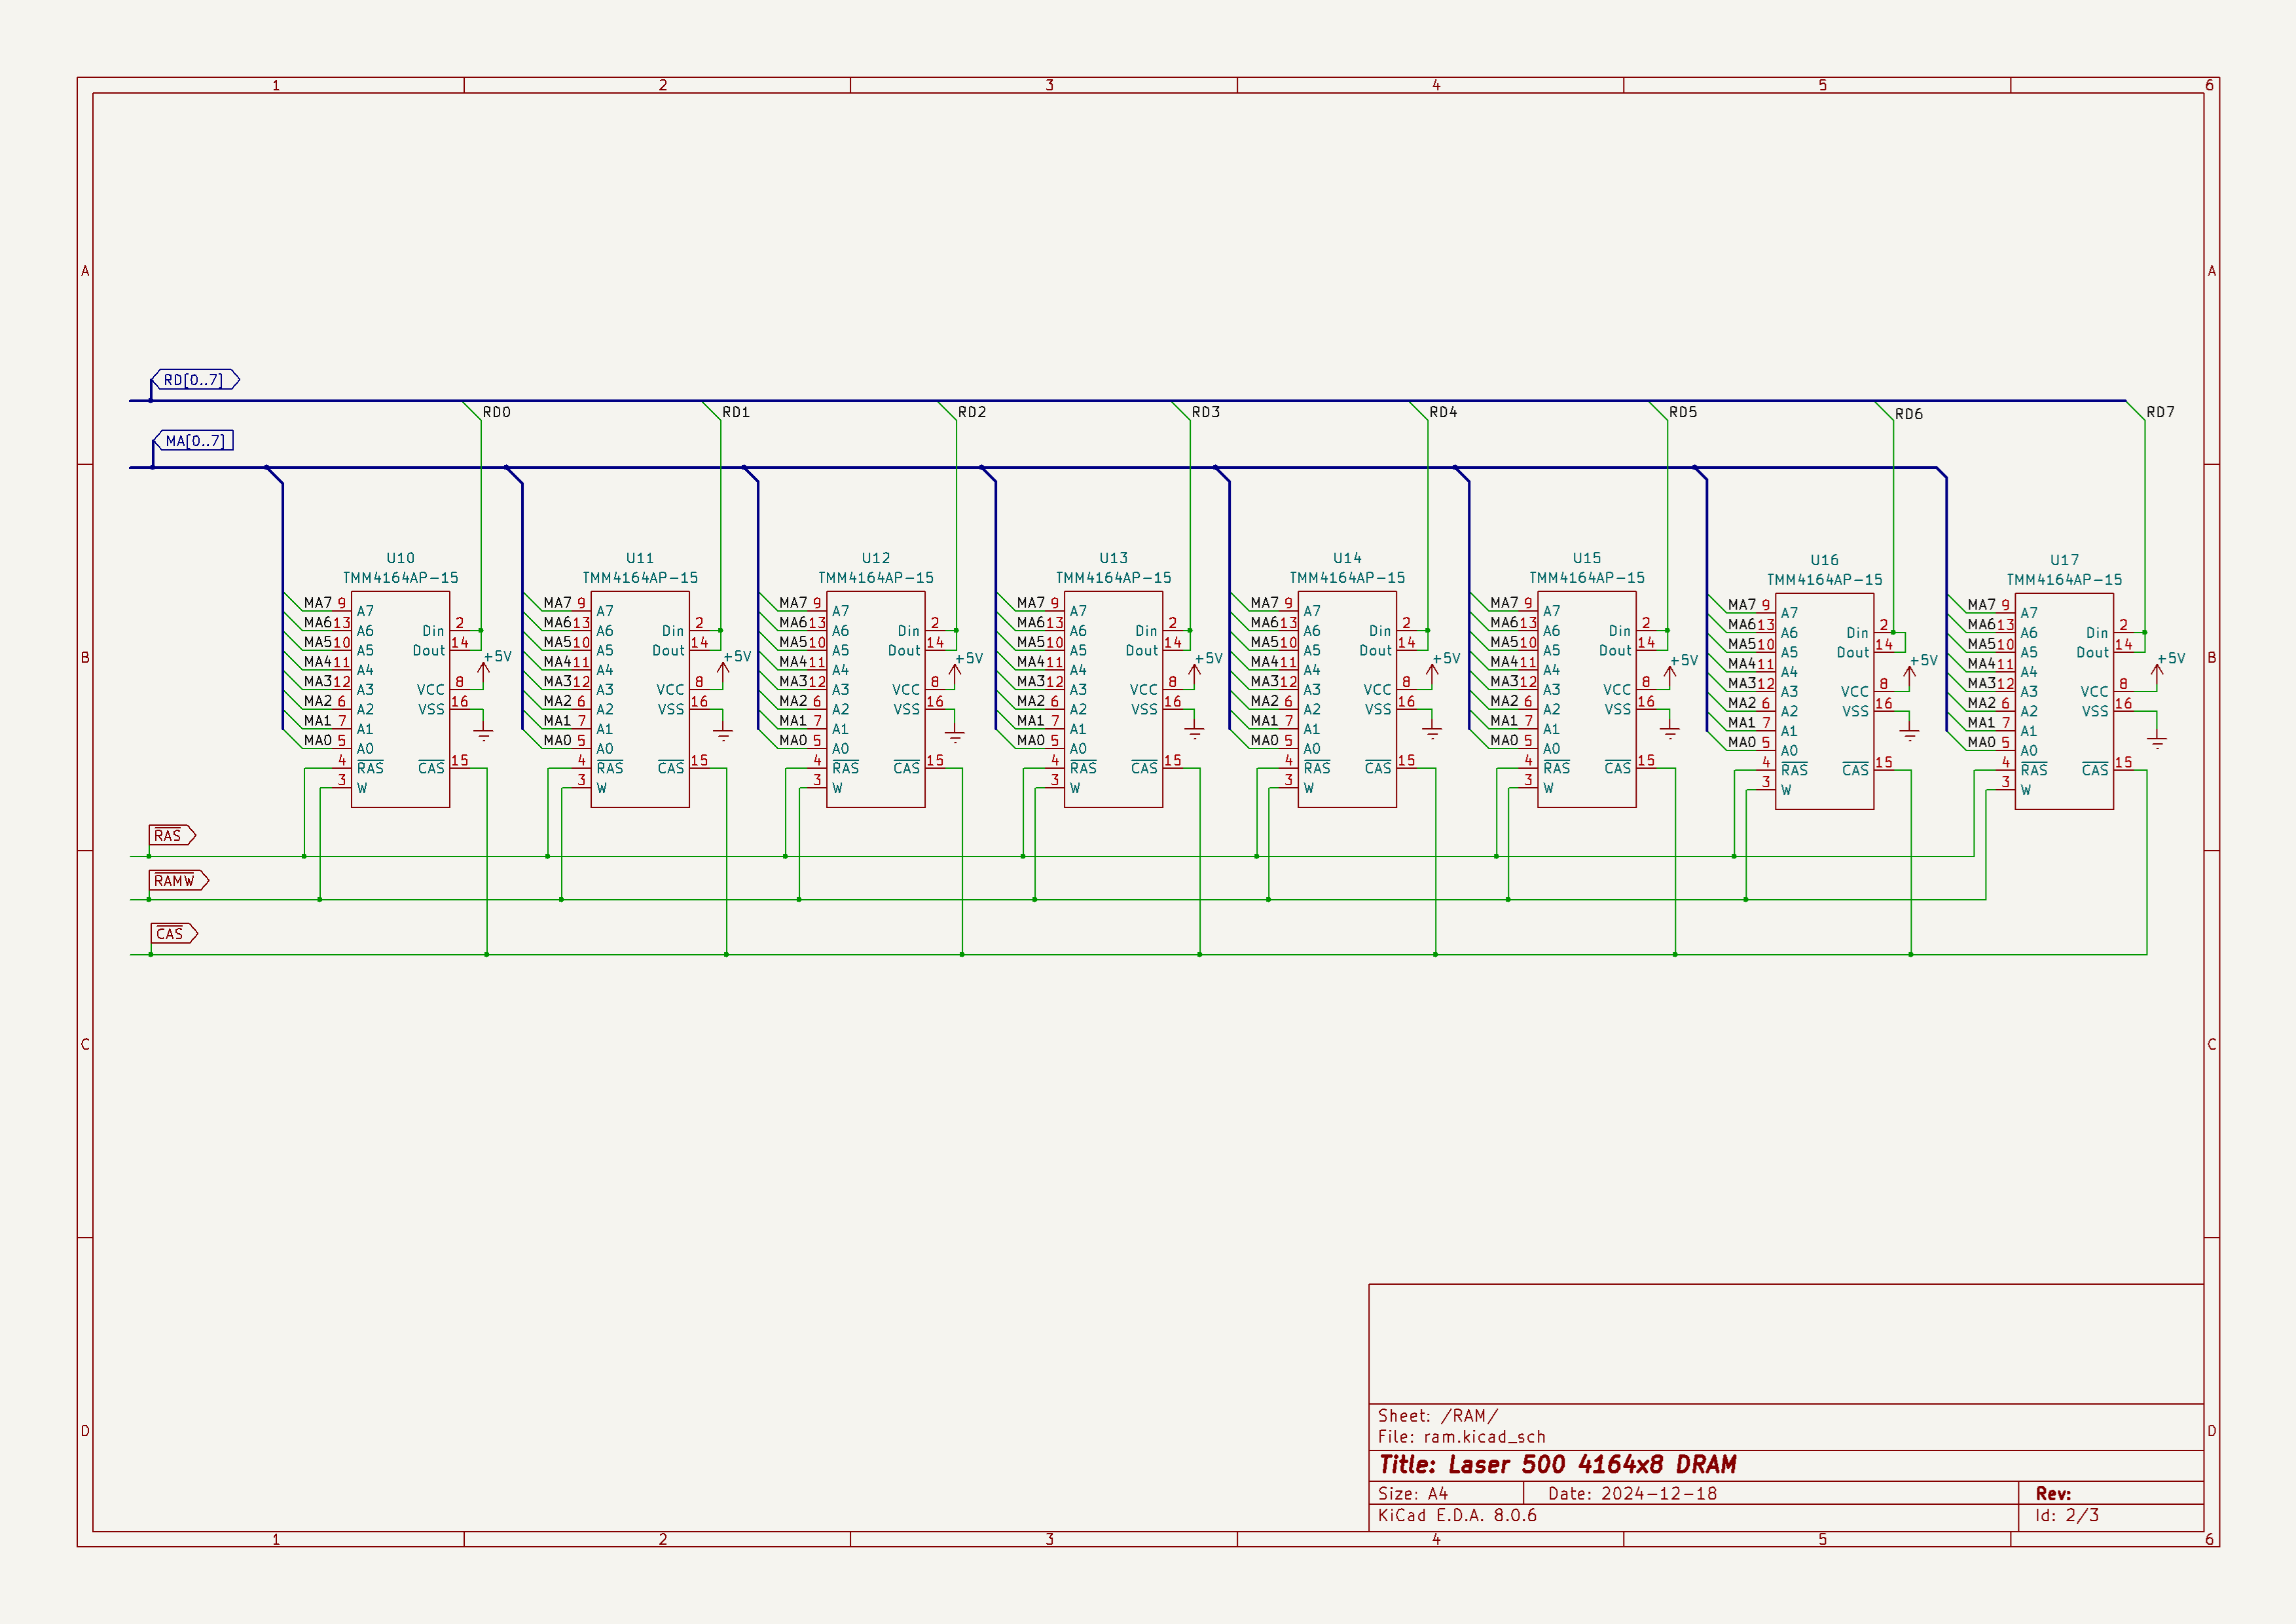 1 2 3 4 5 6
A A
RD[0..7]
RD0 RD1 RD2 RD3 RD4 RD5 RD6 RD7
MA[0..7]
B B
U10
TMM4164AP-15
MA7 9 A7
MA6 13 A6 Din 2
MA5 10 A5 Dout 14
+5V
MA4 11 A4
MA3 12 A3 VCC 8
MA2 6 A2 VSS 16
MA1 7 A1
MA0 5 A0
4 RAS CAS 15
3 W
U11
TMM4164AP-15
MA7 9 A7
MA6 13 A6 Din 2
MA5 10 A5 Dout 14
+5V
MA4 11 A4
MA3 12 A3 VCC 8
MA2 6 A2 VSS 16
MA1 7 A1
MA0 5 A0
4 RAS CAS 15
3 W
U12
TMM4164AP-15
MA7 9 A7
MA6 13 A6 Din 2
MA5 10 A5 Dout 14
+5V
MA4 11 A4
MA3 12 A3 VCC 8
MA2 6 A2 VSS 16
MA1 7 A1
MA0 5 A0
4 RAS CAS 15
3 W
U13
TMM4164AP-15
MA7 9 A7
MA6 13 A6 Din 2
MA5 10 A5 Dout 14
+5V
MA4 11 A4
MA3 12 A3 VCC 8
MA2 6 A2 VSS 16
MA1 7 A1
MA0 5 A0
4 RAS CAS 15
3 W
U14
TMM4164AP-15
MA7 9 A7
MA6 13 A6 Din 2
MA5 10 A5 Dout 14
+5V
MA4 11 A4
MA3 12 A3 VCC 8
MA2 6 A2 VSS 16
MA1 7 A1
MA0 5 A0
4 RAS CAS 15
3 W
U15
TMM4164AP-15
MA7 9 A7
MA6 13 A6 Din 2
MA5 10 A5 Dout 14
+5V
MA4 11 A4
MA3 12 A3 VCC 8
MA2 6 A2 VSS 16
MA1 7 A1
MA0 5 A0
4 RAS CAS 15
3 W
U16
TMM4164AP-15
MA7 9 A7
MA6 13 A6 Din 2
MA5 10 A5 Dout 14
+5V
MA4 11 A4
MA3 12 A3 VCC 8
MA2 6 A2 VSS 16
MA1 7 A1
MA0 5 A0
4 RAS CAS 15
3 W
U17
TMM4164AP-15
MA7 9 A7
MA6 13 A6 Din 2
MA5 10 A5 Dout 14
+5V
MA4 11 A4
MA3 12 A3 VCC 8
MA2 6 A2 VSS 16
MA1 7 A1
MA0 5 A0
4 RAS CAS 15
3 W
RAS
RAMW
CAS
C C
D D
Sheet: /RAM/
File: ram.kicad_sch
Title: Laser 500 4164x8 DRAM
Size: A4 Date: 2024-12-18 Rev:
KiCad E.D.A. 8.0.6 Id: 2/3
1 2 3 4 5 6